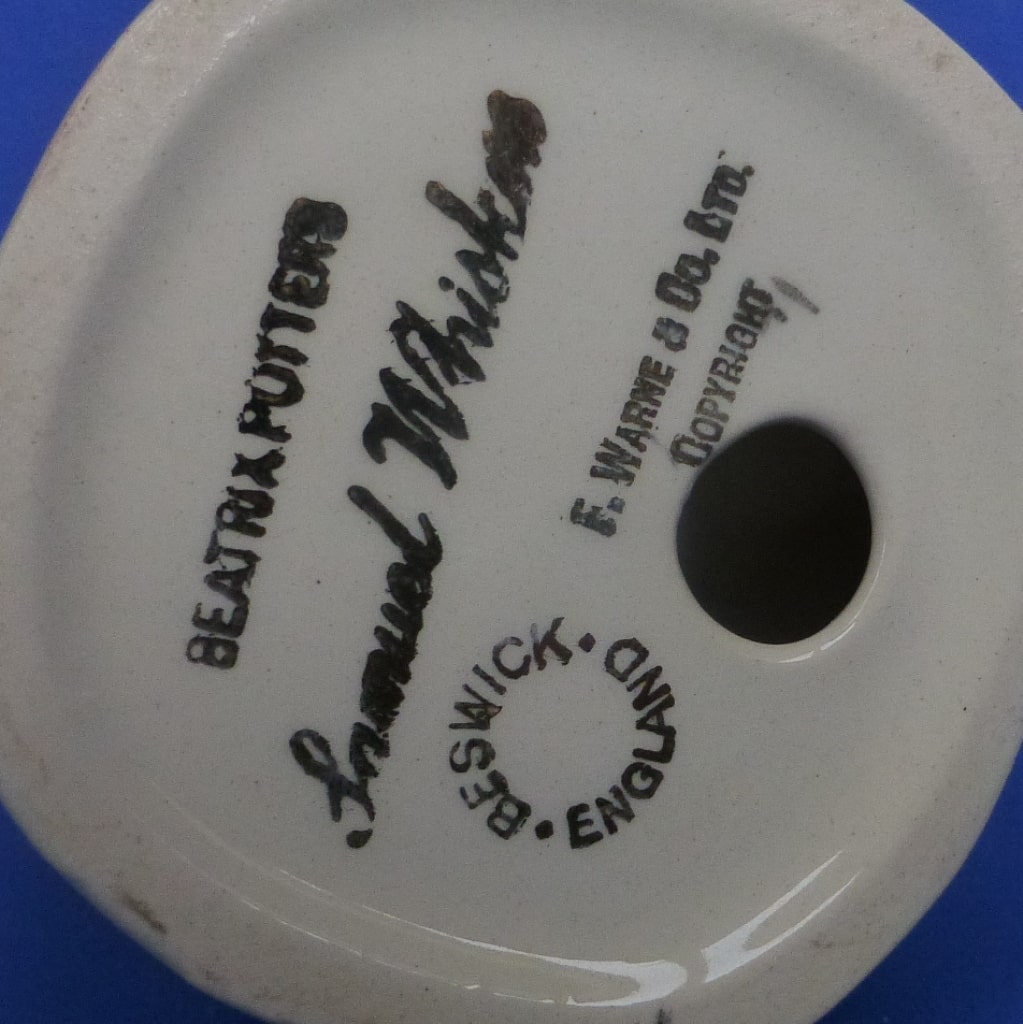 BEATRIX POTTER'S
"Samuel Whiskers"
F. WARNE & CO. LTD.
COPYRIGHT
BESWICK · ENGLAND ·